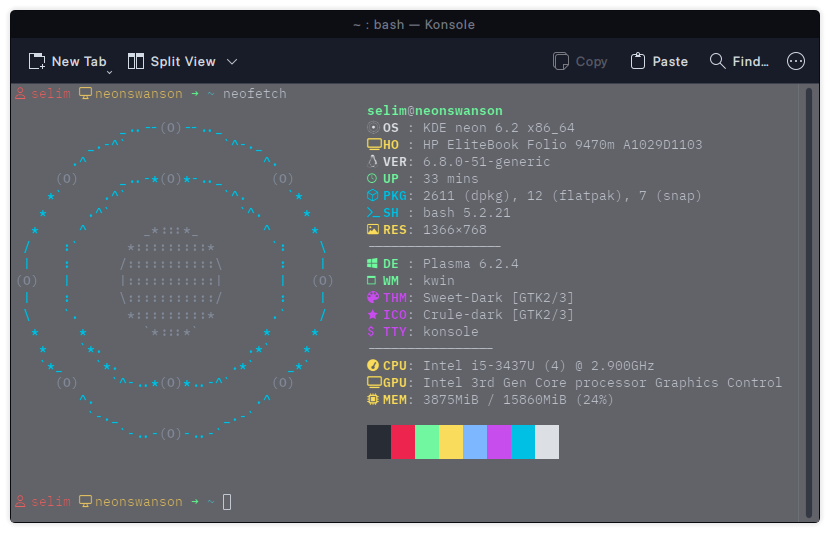 ~ : bash — Konsole
New Tab Split View Copy Paste Find...
selim neonswanson ➜ ~ neofetch
selim@neonswanson
OS : KDE neon 6.2 x86_64
HO : HP EliteBook Folio 9470m A1029D1103
VER: 6.8.0-51-generic
UP : 33 mins
PKG: 2611 (dpkg), 12 (flatpak), 7 (snap)
SH : bash 5.2.21
RES: 1366×768
DE : Plasma 6.2.4
WM : kwin
THM: Sweet-Dark [GTK2/3]
ICO: Crule-dark [GTK2/3]
TTY: konsole
CPU: Intel i5-3437U (4) @ 2.900GHz
GPU: Intel 3rd Gen Core processor Graphics Control
MEM: 3875MiB / 15860MiB (24%)
selim neonswanson ➜ ~